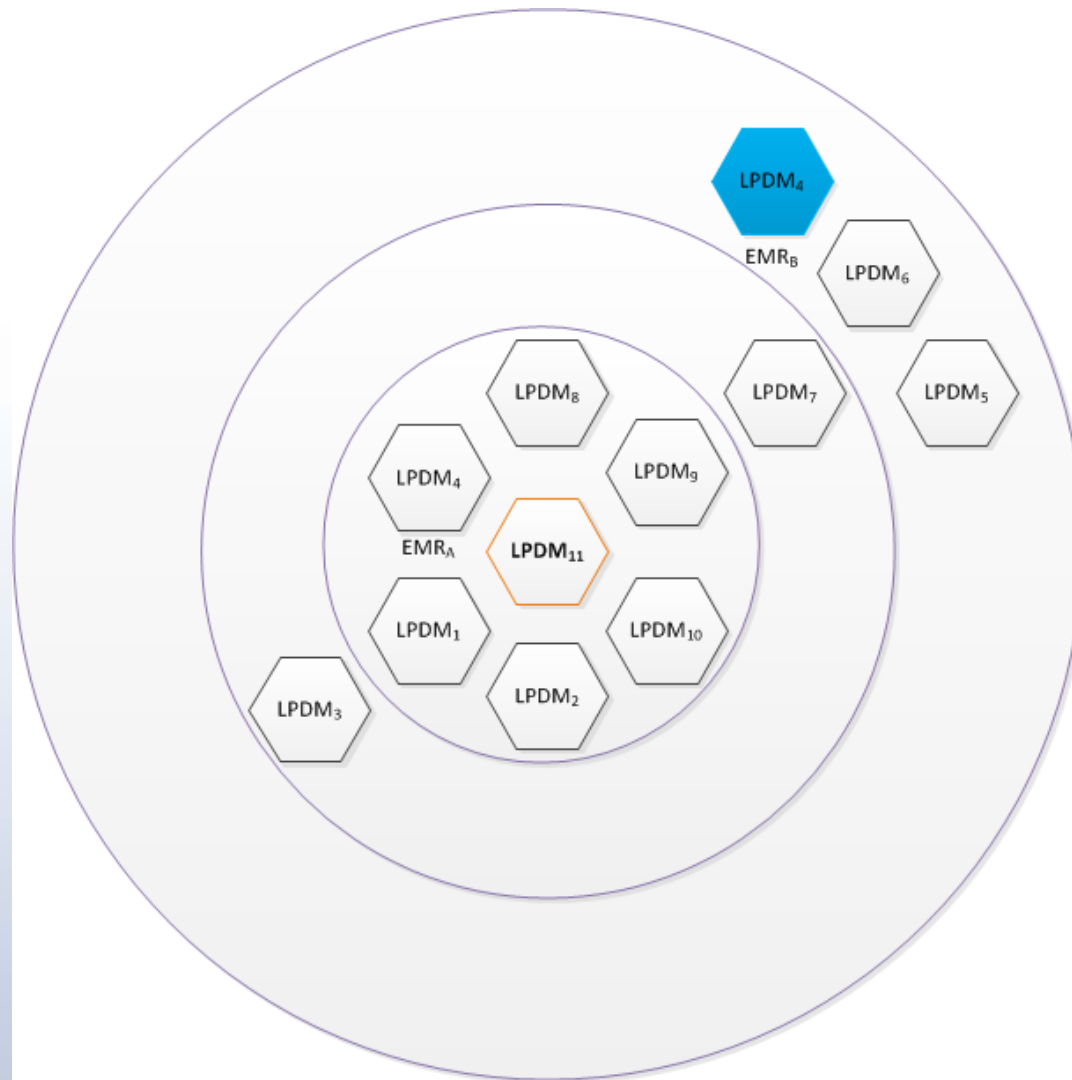 LPDM₄
EMR_B
LPDM₆
LPDM₈
LPDM₇
LPDM₅
LPDM₄
LPDM₉
EMR_A
LPDM₁₁
LPDM₁
LPDM₁₀
LPDM₃
LPDM₂